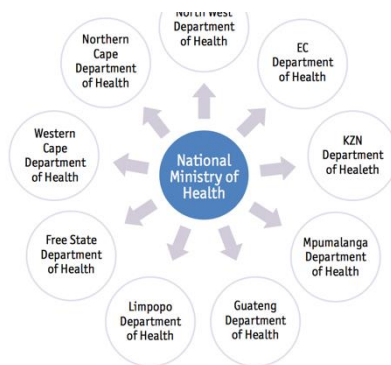 North West
Department
of Health
EC
Department
of Health
KZN
Department
of Healeth
Mpumalanga
Department
of Health
Guateng
Department
of Health
Limpopo
Department
of Health
Free State
Department
of Health
Western
Cape
Department
of Health
Northern
Cape
Department
of Health
National
Ministry of
Health